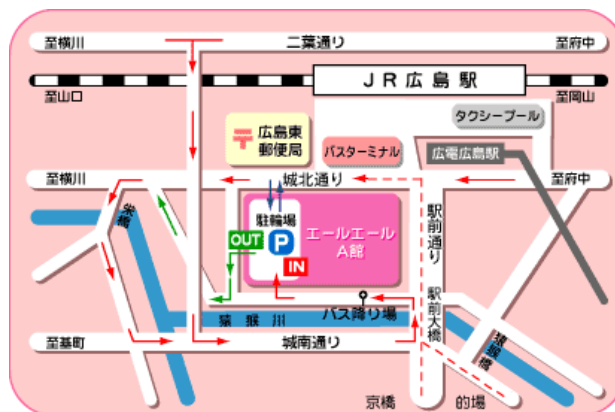 至横川
二葉通り
至府中
JR広島駅
至山口
至岡山
タクシープール
広島東
郵便局
バスターミナル
広電広島駅
至横川
城北通り
至府中
栄橋
駐輪場
P
OUT
IN
エールエール
A館
駅前通り
バス降り場
駅前大橋
猿猴川
猿猴橋
至基町
城南通り
京橋
的場